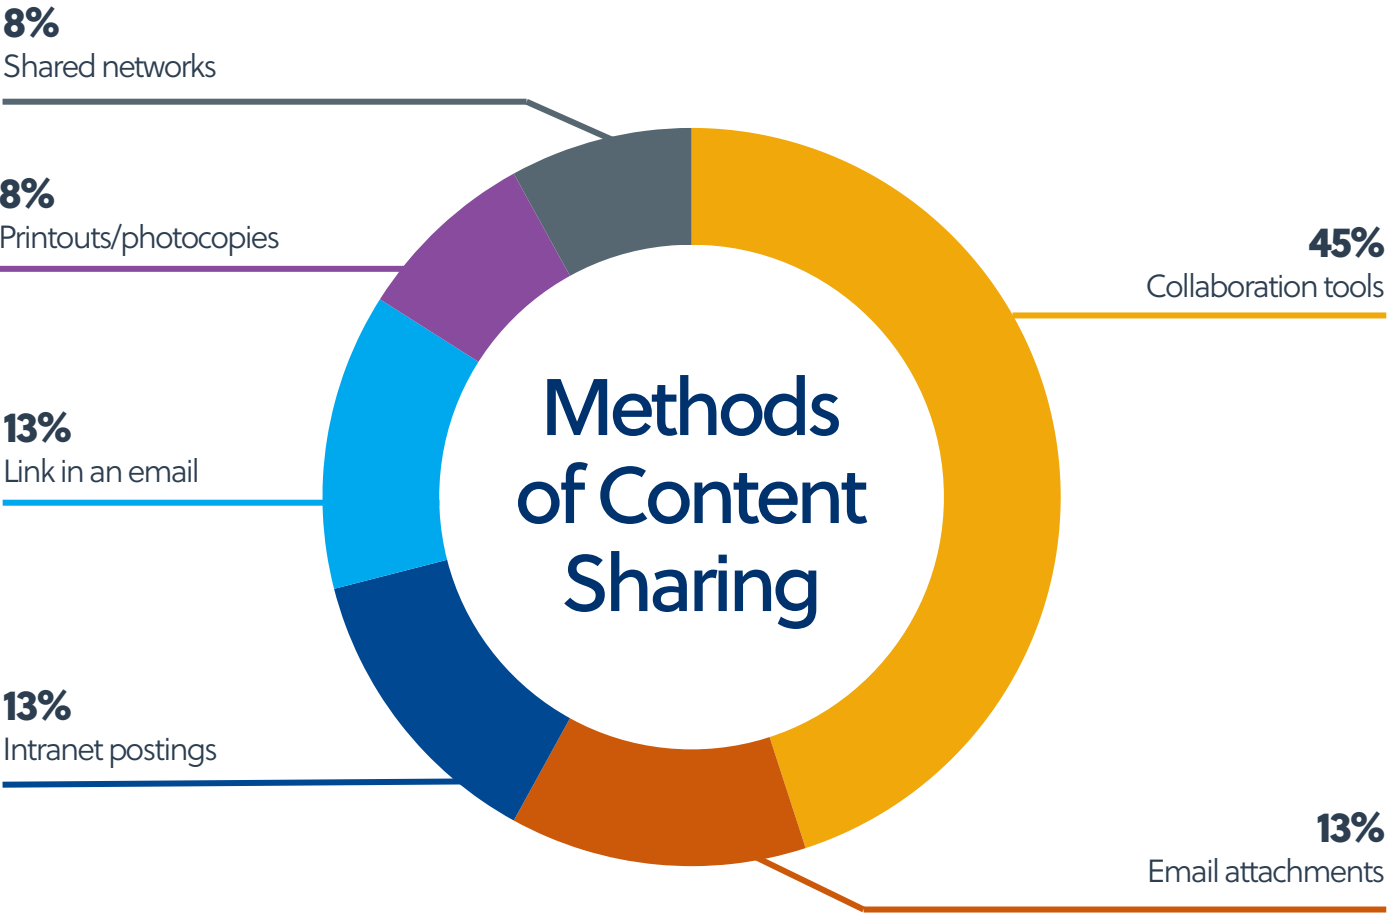 8%
Shared networks
8%
Printouts/photocopies
45%
Collaboration tools
Methods
of Content
Sharing
13%
Link in an email
13%
Intranet postings
13%
Email attachments